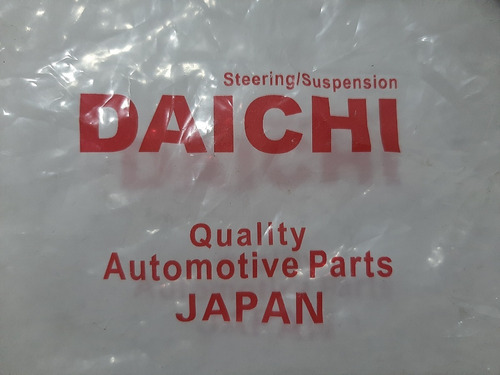 Steering/Suspension
DAICHI
Quality
Automotive Parts
JAPAN